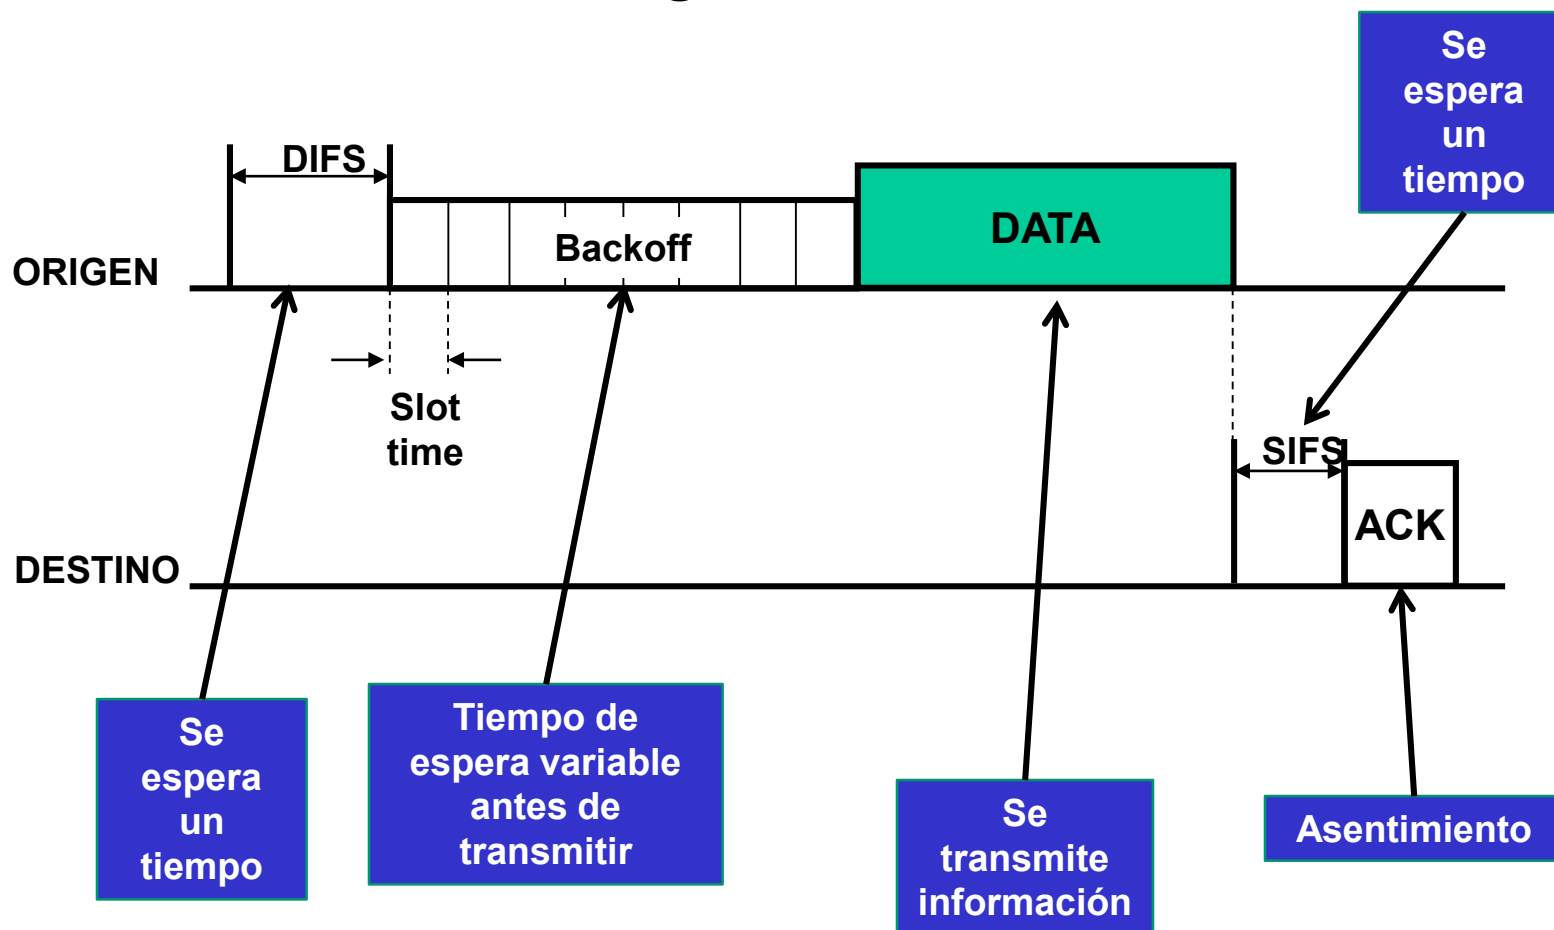 Se
espera
un
tiempo
DIFS
Backoff
DATA
ORIGEN
Slot
time
SIFS
ACK
DESTINO
Se
espera
un
tiempo
Tiempo de
espera variable
antes de
transmitir
Se
transmite
información
Asentimiento